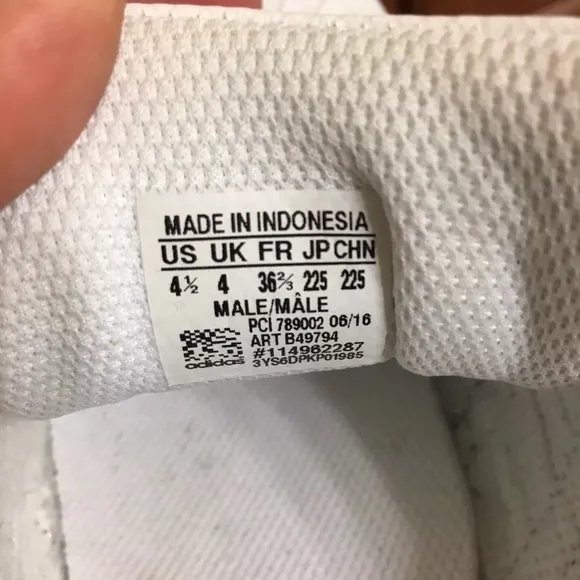 MADE IN INDONESIA
US UK FR JP CHN
4½ 4 36⅔ 225 225
MALE/MÂLE
PCI 789002 06/16
ART B49794
#114962287
adidas 3YS6DPKP01985